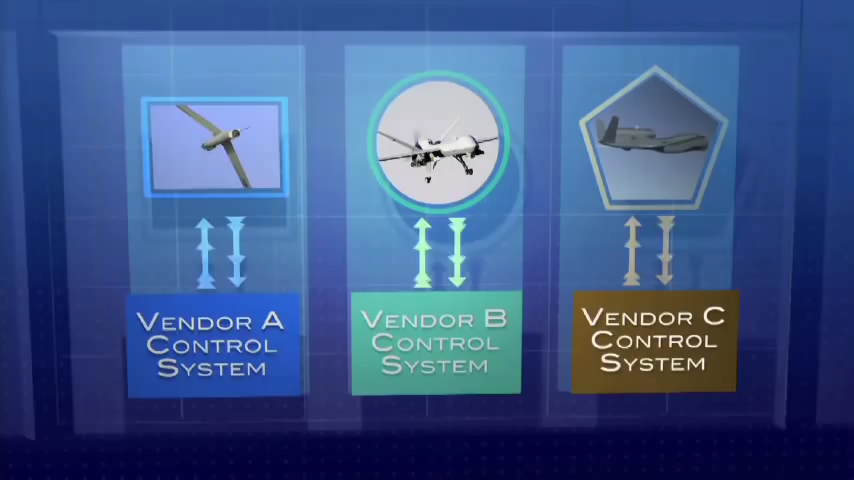 Vendor A
Control
System
Vendor B
Control
System
Vendor C
Control
System